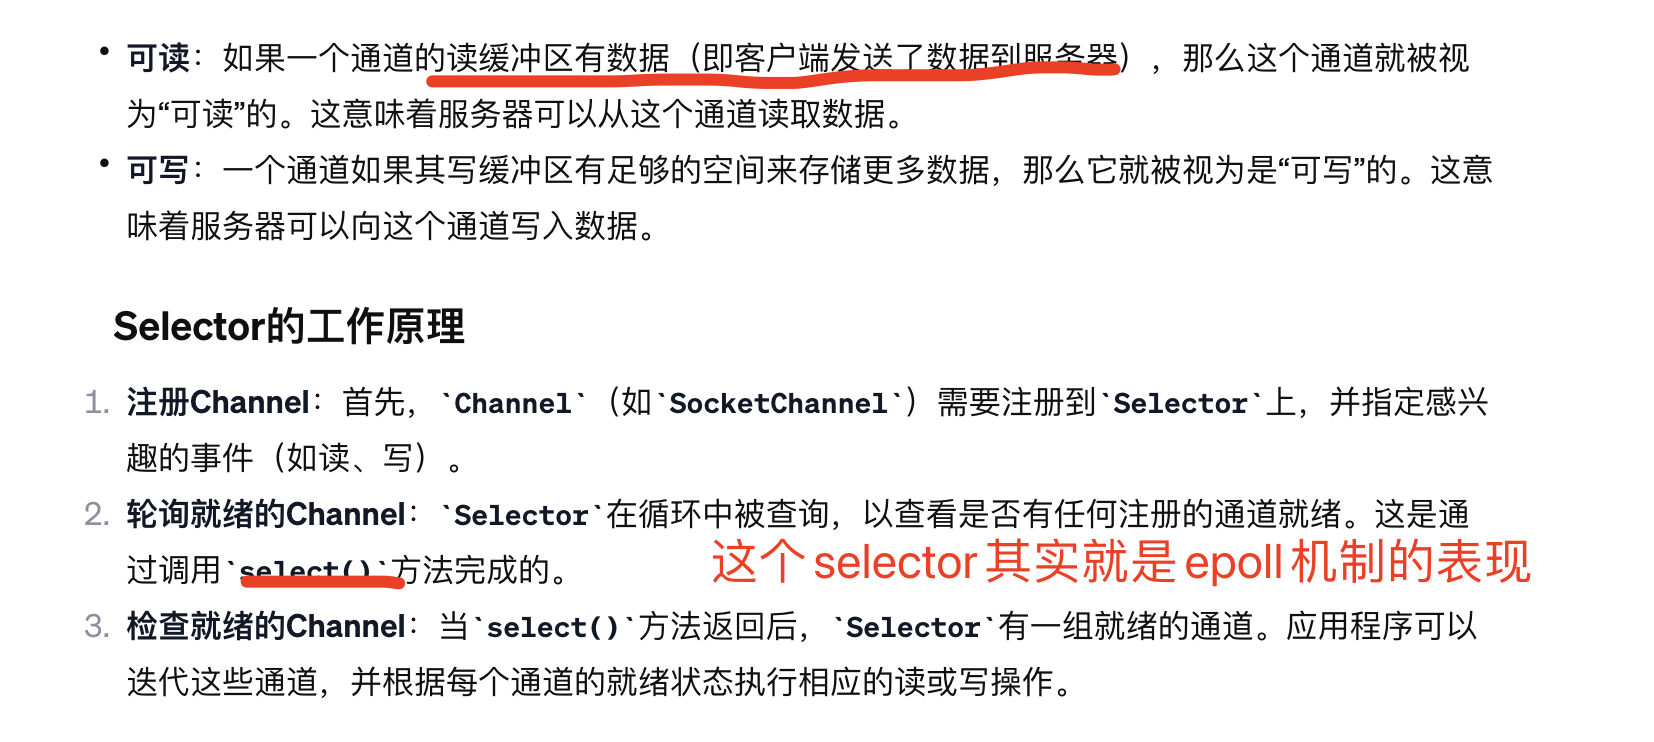 • 可读：如果一个通道的读缓冲区有数据（即客户端发送了数据到服务器），那么这个通道就被视
为“可读”的。这意味着服务器可以从这个通道读取数据。
• 可写：一个通道如果其写缓冲区有足够的空间来存储更多数据，那么它就被视为是“可写”的。这意
味着服务器可以向这个通道写入数据。
Selector的工作原理
1. 注册Channel：首先，`Channel`（如`SocketChannel`）需要注册到`Selector`上，并指定感兴
趣的事件（如读、写）。
2. 轮询就绪的Channel：`Selector`在循环中被查询，以查看是否有任何注册的通道就绪。这是通
过调用`select()`方法完成的。
这个selector其实就是epoll机制的表现
3. 检查就绪的Channel：当`select()`方法返回后，`Selector`有一组就绪的通道。应用程序可以
迭代这些通道，并根据每个通道的就绪状态执行相应的读或写操作。